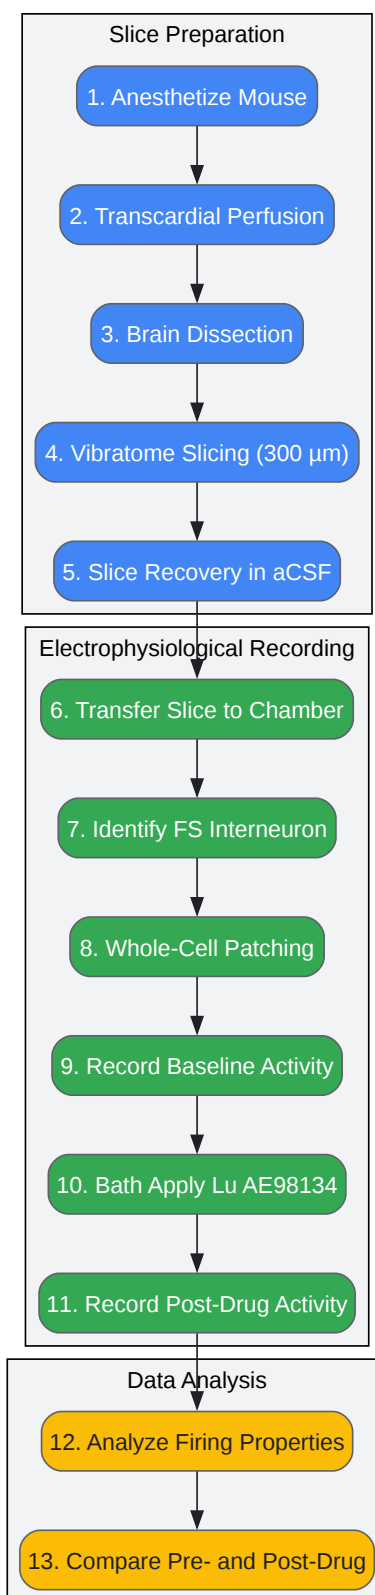 Slice Preparation
1. Anesthetize Mouse
2. Transcardial Perfusion
3. Brain Dissection
4. Vibratome Slicing (300 µm)
5. Slice Recovery in aCSF
Electrophysiological Recording
6. Transfer Slice to Chamber
7. Identify FS Interneuron
8. Whole-Cell Patching
9. Record Baseline Activity
10. Bath Apply Lu AE98134
11. Record Post-Drug Activity
Data Analysis
12. Analyze Firing Properties
13. Compare Pre- and Post-Drug